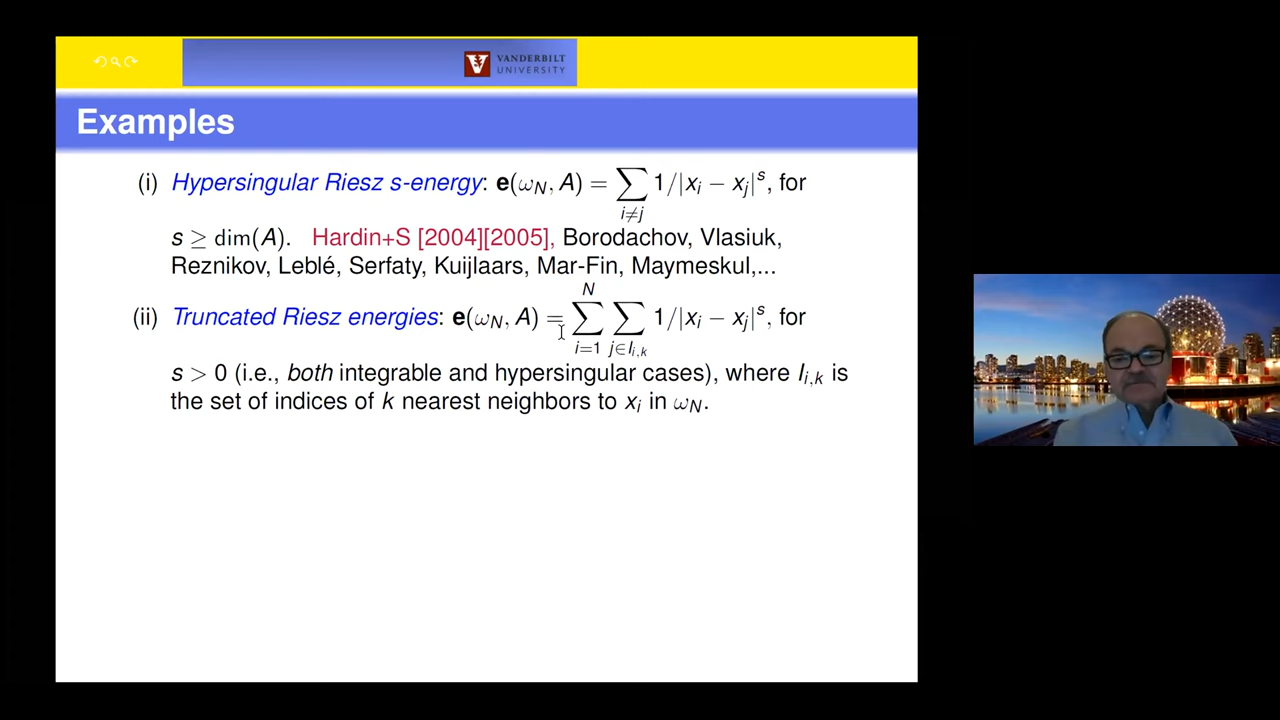 VANDERBILT
UNIVERSITY
Examples
(i) Hypersingular Riesz s-energy: e(ω_N, A) = ∑_{i≠j} 1/|x_i − x_j|^s, for
s ≥ dim(A). Hardin+S [2004][2005], Borodachov, Vlasiuk,
Reznikov, Leblé, Serfaty, Kuijlaars, Mar-Fin, Maymeskul,...
(ii) Truncated Riesz energies: e(ω_N, A) = ∑_{i=1}^{N} ∑_{j∈I_{i,k}} 1/|x_i − x_j|^s, for
s > 0 (i.e., both integrable and hypersingular cases), where I_{i,k} is
the set of indices of k nearest neighbors to x_i in ω_N.